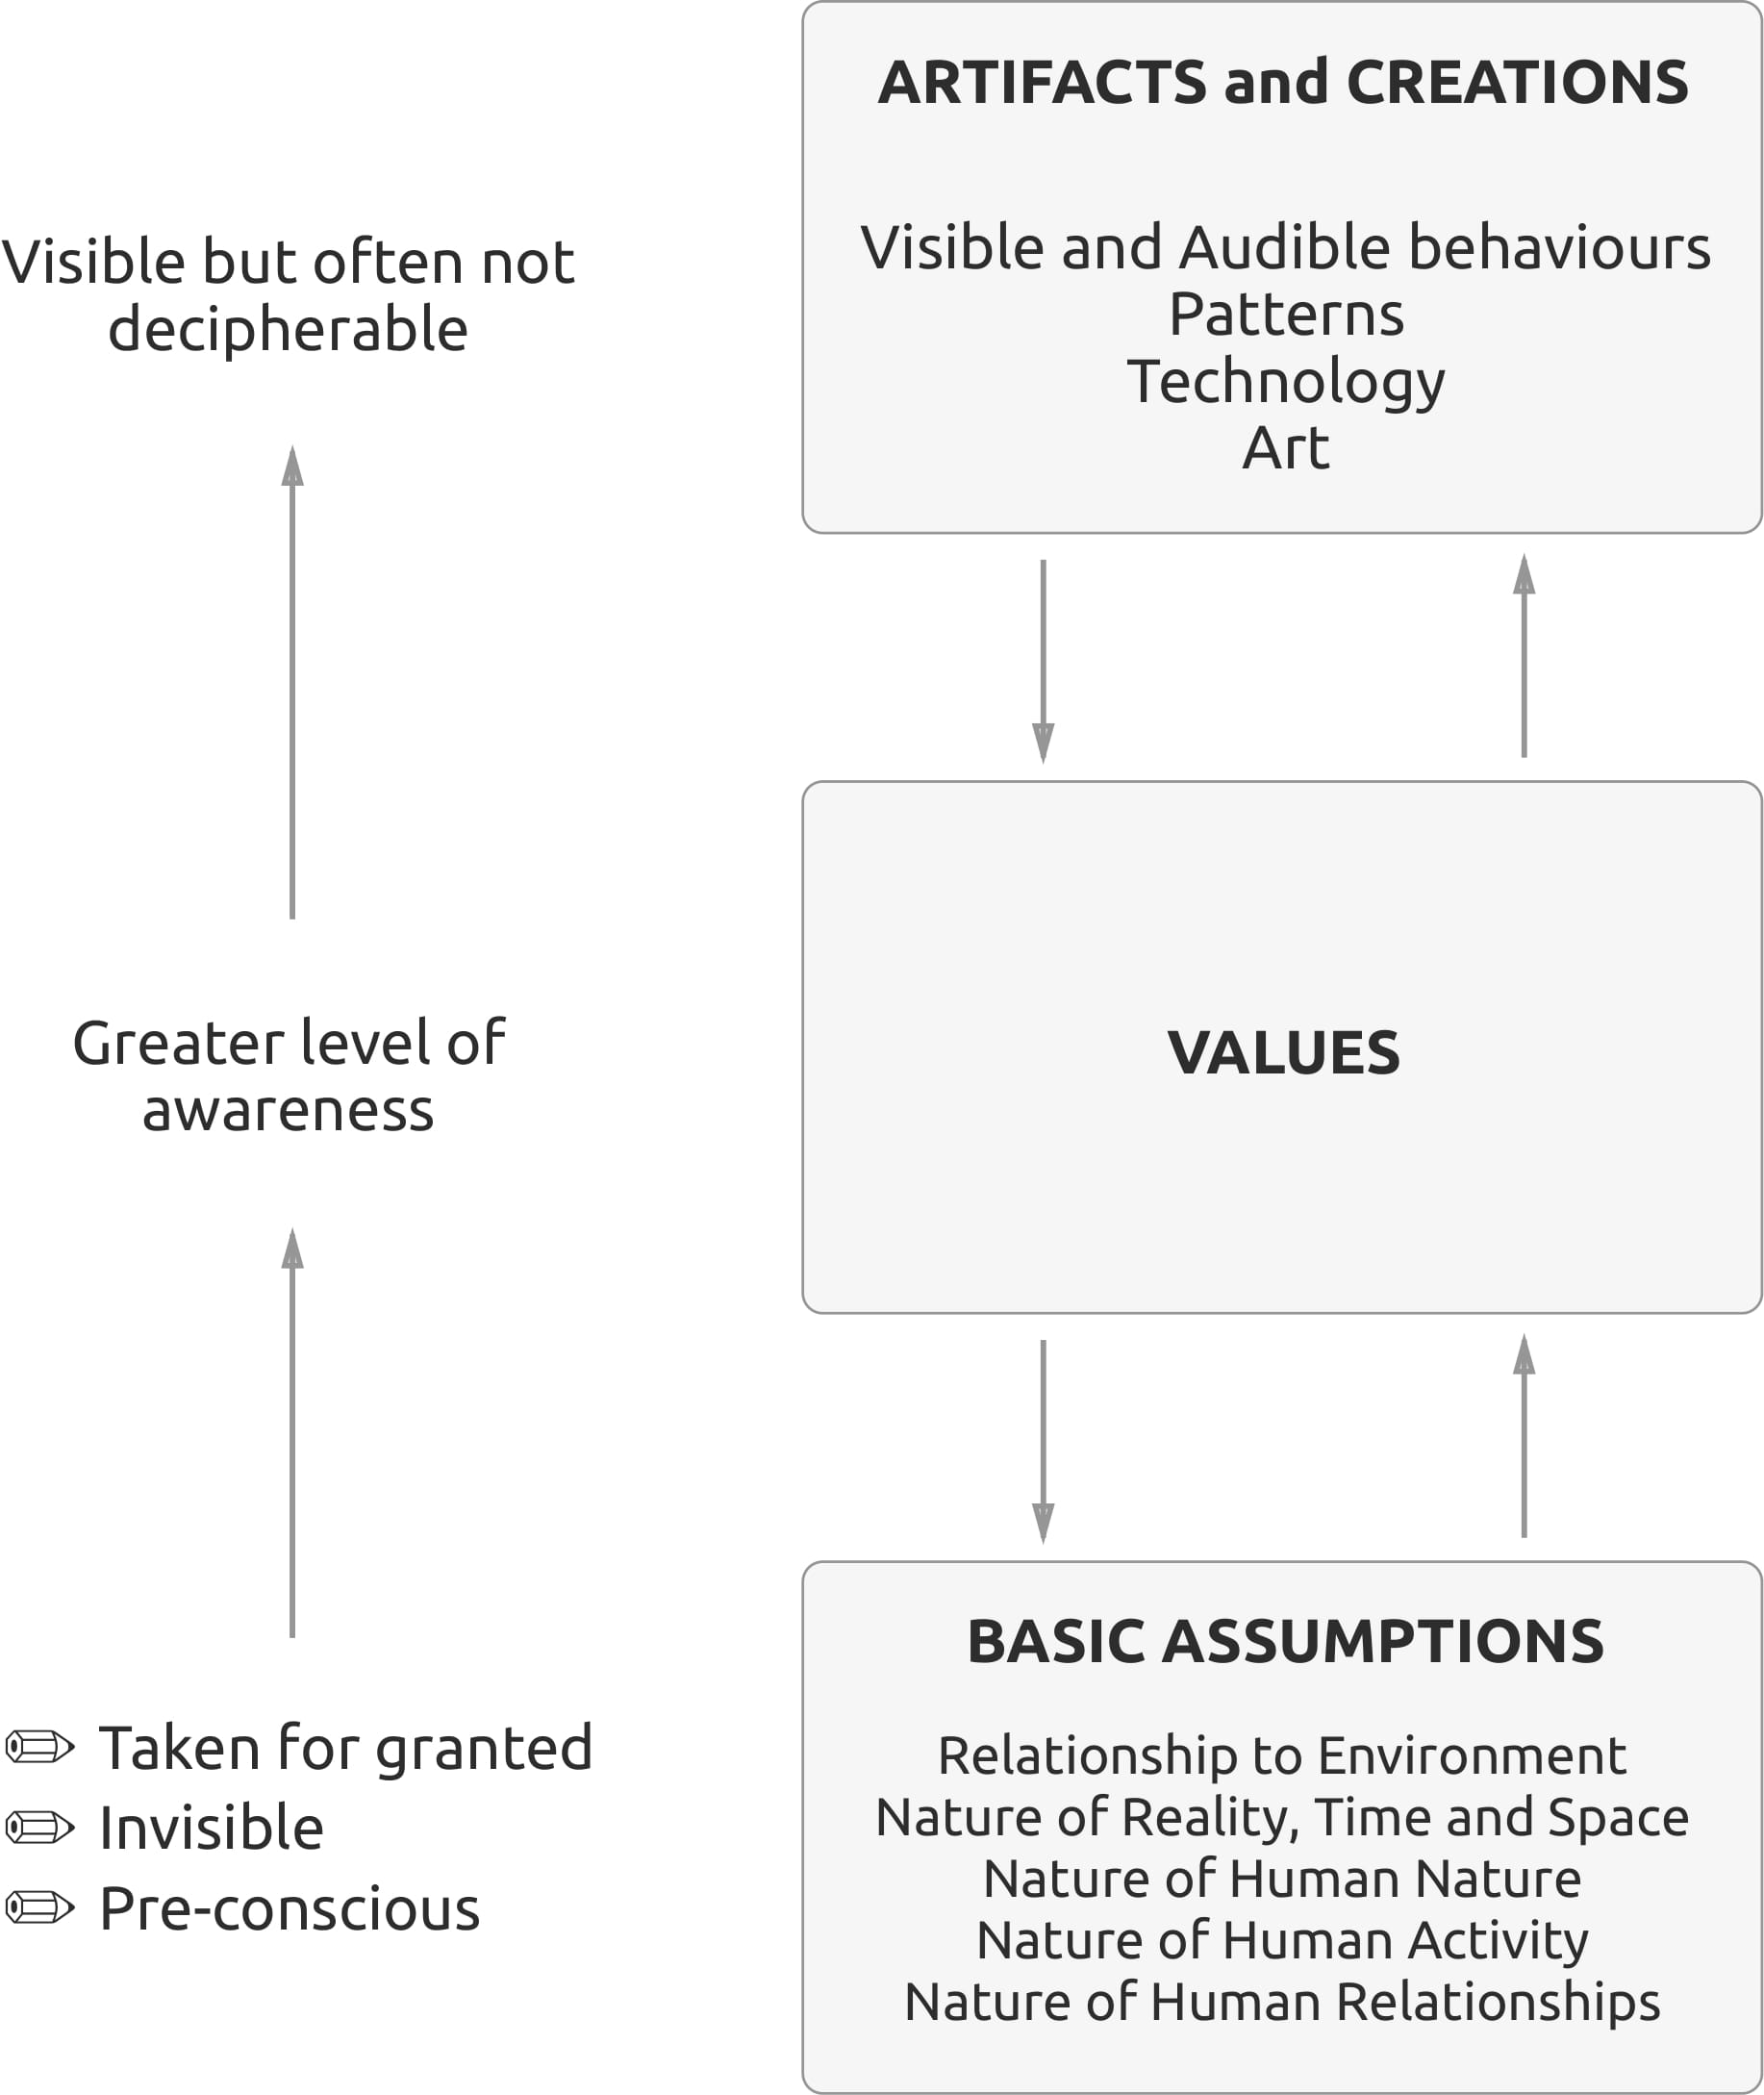 ARTIFACTS and CREATIONS
Visible and Audible behaviours
Patterns
Technology
Art
Visible but often not
decipherable
VALUES
Greater level of
awareness
BASIC ASSUMPTIONS
Relationship to Environment
Nature of Reality, Time and Space
Nature of Human Nature
Nature of Human Activity
Nature of Human Relationships
Taken for granted
Invisible
Pre-conscious